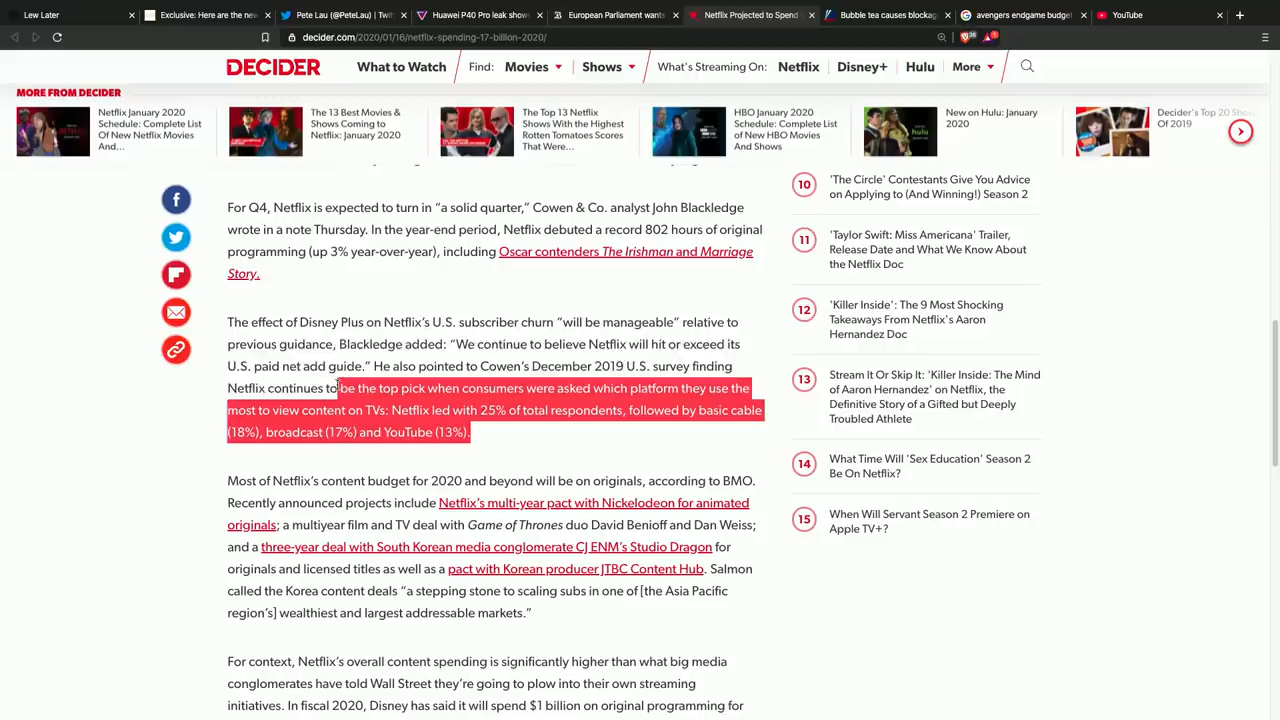 Lew Later
Exclusive: Here are the new
Pete Lau (@PeteLau) | Twit
Huawei P40 Pro leak shows
European Parliament wants
Netflix Projected to Spend
Bubble tea causes blockag
avengers endgame budget
YouTube
decider.com/2020/01/16/netflix-spending-17-billion-2020/
DECIDER
What to Watch
Find:
Movies
Shows
What's Streaming On:
Netflix
Disney+
Hulu
More
MORE FROM DECIDER
Netflix January 2020
Schedule: Complete List
Of New Netflix Movies
And...
The 13 Best Movies &
Shows Coming to
Netflix: January 2020
The Top 13 Netflix
Shows With the Highest
Rotten Tomatoes Scores
That Were...
HBO January 2020
Schedule: Complete List
of New HBO Movies
And Shows
hulu
New on Hulu: January
2020
Decider's Top 20 Shows
Of 2019
For Q4, Netflix is expected to turn in “a solid quarter,” Cowen & Co. analyst John Blackledge
wrote in a note Thursday. In the year-end period, Netflix debuted a record 802 hours of original
programming (up 3% year-over-year), including Oscar contenders The Irishman and Marriage
Story.
The effect of Disney Plus on Netflix’s U.S. subscriber churn “will be manageable” relative to
previous guidance, Blackledge added: “We continue to believe Netflix will hit or exceed its
U.S. paid net add guide.” He also pointed to Cowen’s December 2019 U.S. survey finding
Netflix continues to be the top pick when consumers were asked which platform they use the
most to view content on TVs: Netflix led with 25% of total respondents, followed by basic cable
(18%), broadcast (17%) and YouTube (13%).
Most of Netflix’s content budget for 2020 and beyond will be on originals, according to BMO.
Recently announced projects include Netflix’s multi-year pact with Nickelodeon for animated
originals; a multiyear film and TV deal with Game of Thrones duo David Benioff and Dan Weiss;
and a three-year deal with South Korean media conglomerate CJ ENM’s Studio Dragon for
originals and licensed titles as well as a pact with Korean producer JTBC Content Hub. Salmon
called the Korea content deals “a stepping stone to scaling subs in one of [the Asia Pacific
region’s] wealthiest and largest addressable markets.”
For context, Netflix’s overall content spending is significantly higher than what big media
conglomerates have told Wall Street they’re going to plow into their own streaming
initiatives. In fiscal 2020, Disney has said it will spend $1 billion on original programming for
10
'The Circle' Contestants Give You Advice
on Applying to (And Winning!) Season 2
11
'Taylor Swift: Miss Americana' Trailer,
Release Date and What We Know About
the Netflix Doc
12
'Killer Inside': The 9 Most Shocking
Takeaways From Netflix's Aaron
Hernandez Doc
13
Stream It Or Skip It: 'Killer Inside: The Mind
of Aaron Hernandez' on Netflix, the
Definitive Story of a Gifted but Deeply
Troubled Athlete
14
What Time Will 'Sex Education' Season 2
Be On Netflix?
15
When Will Servant Season 2 Premiere on
Apple TV+?